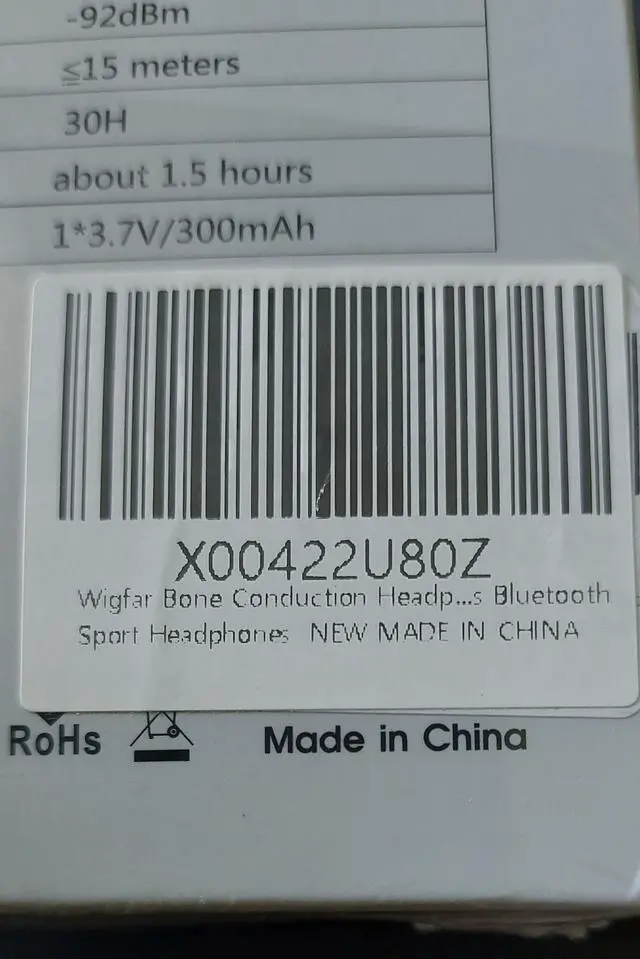 -92dBm
≦15 meters
30H
about 1.5 hours
1*3.7V/300mAh
X00422U80Z
Wigfar Bone Conduction Headp...s Bluetooth
Sport Headphones NEW MADE IN CHINA
RoHs
Made in China